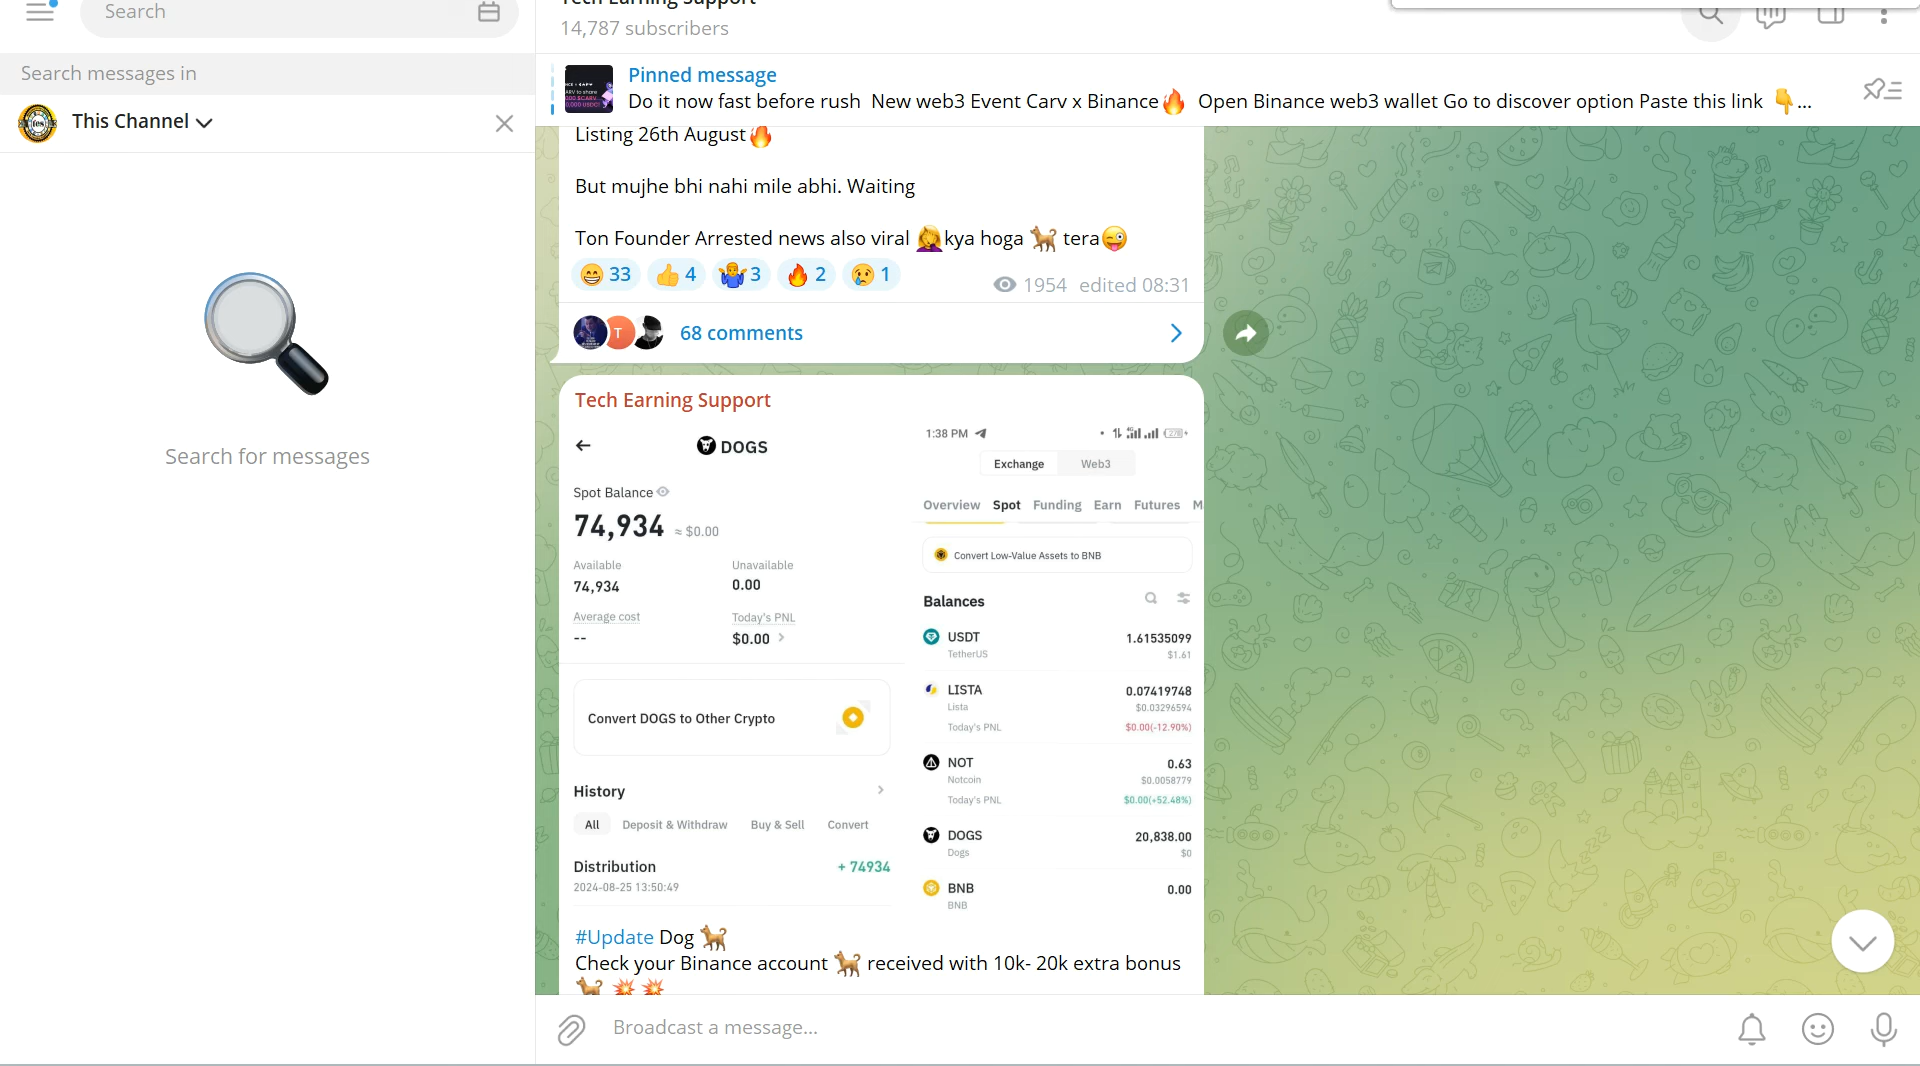 Search
Search messages in
This Channel
Search for messages
Tech Earning Support
14,787 subscribers
Pinned message
Do it now fast before rush New web3 Event Carv x Binance🔥 Open Binance web3 wallet Go to discover option Paste this link 👇...
Listing 26th August🔥
But mujhe bhi nahi mile abhi. Waiting
Ton Founder Arrested news also viral 🤦‍♀️kya hoga 🐕 tera😜
😁 33 👍 4 🤷‍♂️ 3 🔥 2 😢 1
1954 edited 08:31
T
68 comments
Tech Earning Support
DOGS
Spot Balance
74,934 ≈ $0.00
Available Unavailable
74,934 0.00
Average cost Today's PNL
-- $0.00
Convert DOGS to Other Crypto
History
All Deposit & Withdraw Buy & Sell Convert
Distribution + 74934
2024-08-25 13:50:49
1:38 PM
Exchange Web3
Overview Spot Funding Earn Futures M
Convert Low-Value Assets to BNB
Balances
USDT 1.61535099
TetherUS $1.61
LISTA 0.07419748
Lista $0.03296594
Today's PNL $0.00(-12.90%)
NOT 0.63
Notcoin $0.0058779
Today's PNL $0.00(+52.48%)
DOGS 20,838.00
Dogs $0
BNB 0.00
BNB
#Update Dog 🐕
Check your Binance account 🐕 received with 10k- 20k extra bonus
🐕 💥 💥
Broadcast a message...